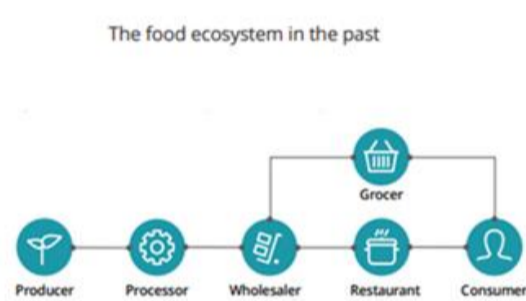 The food ecosystem in the past
Grocer
Producer
Processor
Wholesaler
Restaurant
Consumer